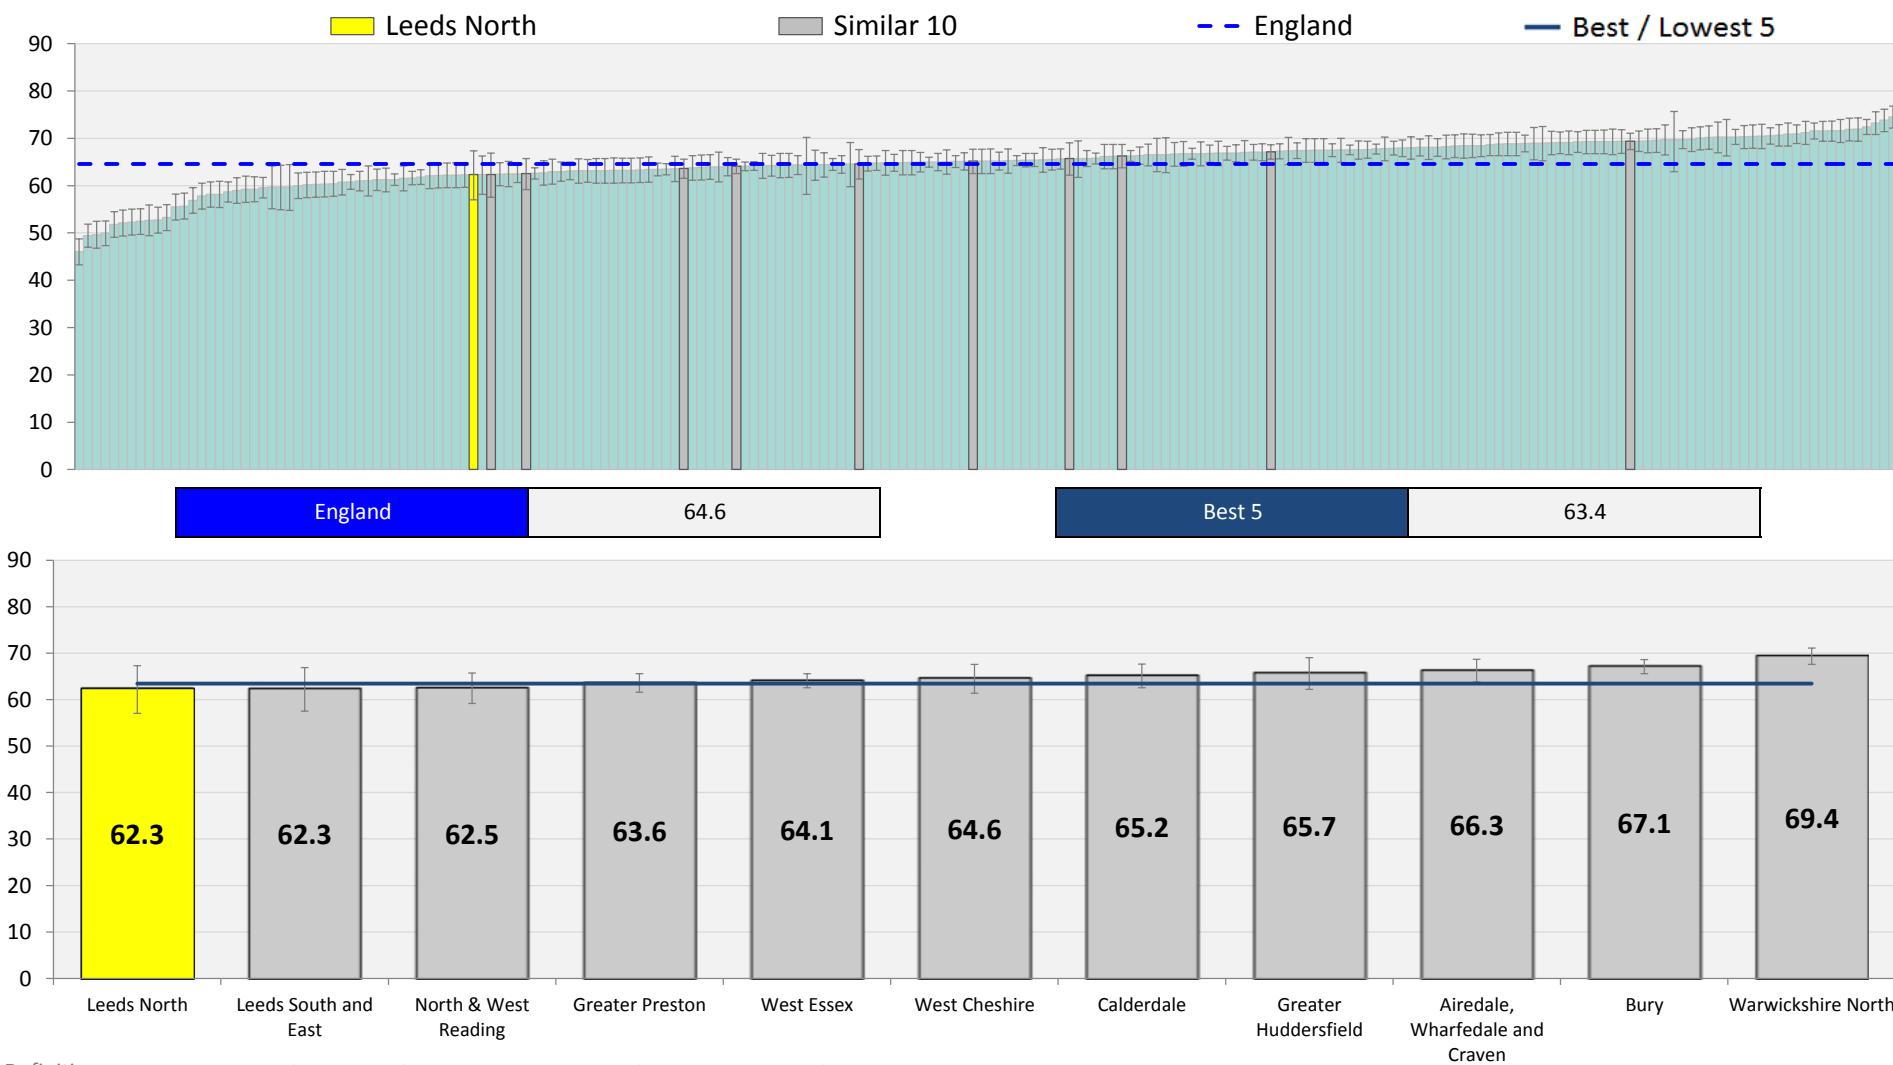 Leeds North
Similar 10
England
Best / Lowest 5
90
80
70
60
50
40
30
20
10
0
England 64.6
Best 5 63.4
90
80
70
60
50
40
30
20
10
0
62.3
62.3
62.5
63.6
64.1
64.6
65.2
65.7
66.3
67.1
69.4
Leeds North
Leeds South and
East
North & West
Reading
Greater Preston
West Essex
West Cheshire
Calderdale
Greater
Huddersfield
Airedale,
Wharfedale and
Craven
Bury
Warwickshire North